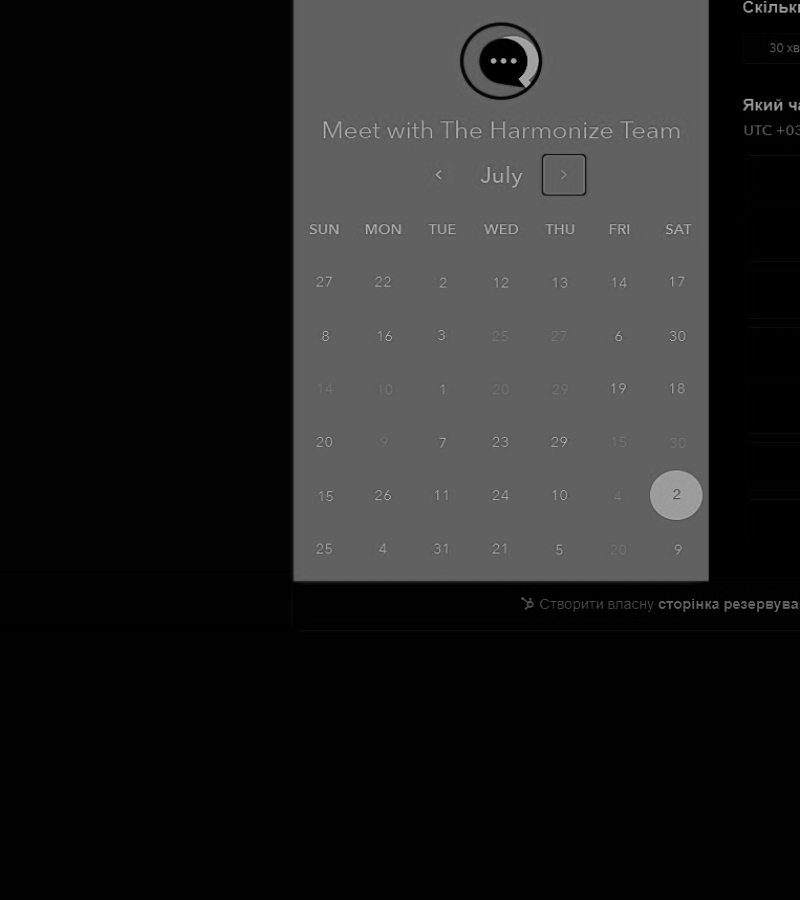 Скільки
30 хв
Meet with The Harmonize Team
Який ча
UTC +03
July
SUN MON TUE WED THU FRI SAT
27 22 2 12 13 14 17
8 16 3 25 27 6 30
14 10 1 20 29 19 18
20 9 7 23 29 15 30
15 26 11 24 10 4 2
25 4 31 21 5 20 9
Створити власну сторінка резервува